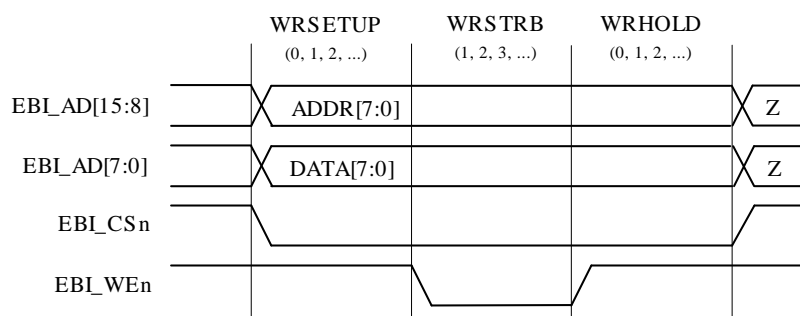 WRSETUP WRSTRB WRHOLD
(0, 1, 2, ...) (1, 2, 3, ...) (0, 1, 2, ...)
EBI_AD[15:8] ADDR[7:0] Z
EBI_AD[7:0] DATA[7:0] Z
EBI_CSn
EBI_WEn